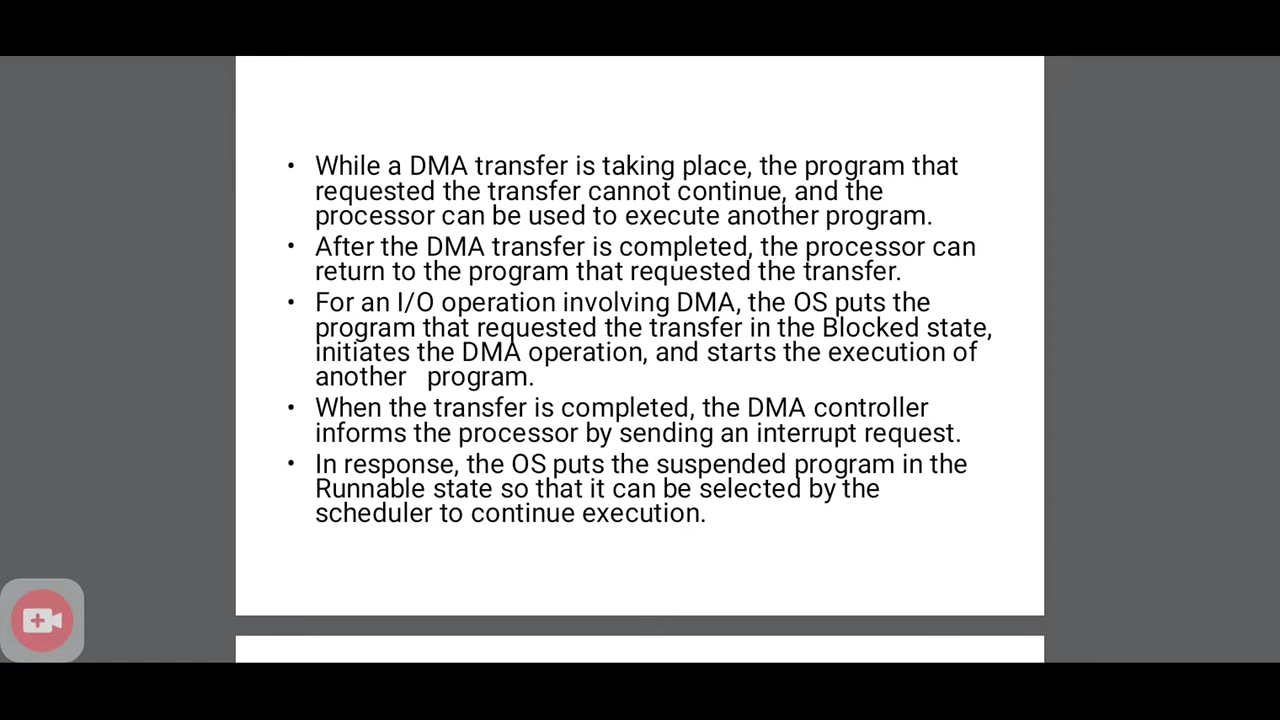 • While a DMA transfer is taking place, the program that
requested the transfer cannot continue, and the
processor can be used to execute another program.
• After the DMA transfer is completed, the processor can
return to the program that requested the transfer.
• For an I/O operation involving DMA, the OS puts the
program that requested the transfer in the Blocked state,
initiates the DMA operation, and starts the execution of
another program.
• When the transfer is completed, the DMA controller
informs the processor by sending an interrupt request.
• In response, the OS puts the suspended program in the
Runnable state so that it can be selected by the
scheduler to continue execution.